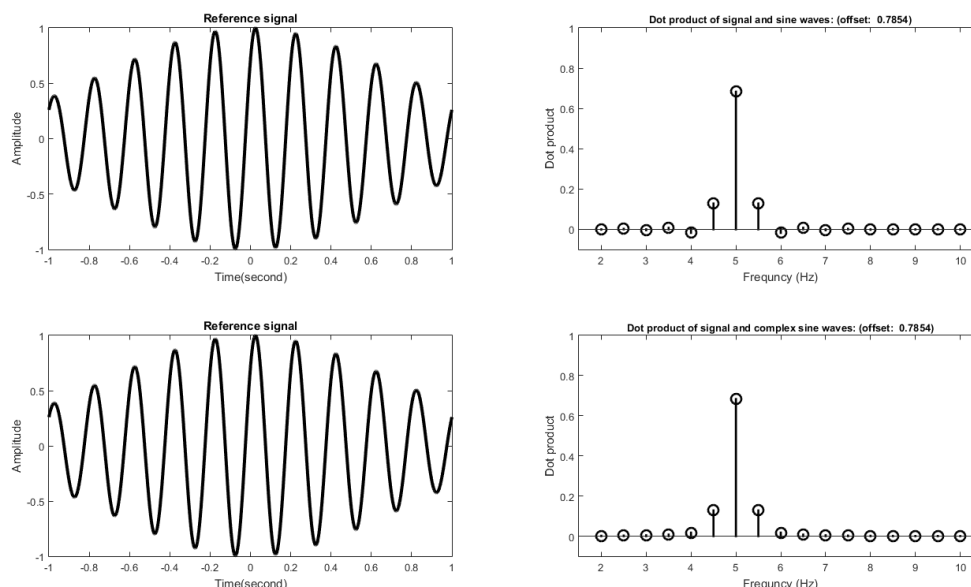 Reference signal
Amplitude
1
0.5
0
-0.5
-1
-1 -0.8 -0.6 -0.4 -0.2 0 0.2 0.4 0.6 0.8 1
Time(second)
Dot product of signal and sine waves: (offset: 0.7854)
Dot product
1
0.8
0.6
0.4
0.2
0
2 3 4 5 6 7 8 9 10
Frequncy (Hz)
Reference signal
Amplitude
1
0.5
0
-0.5
-1
-1 -0.8 -0.6 -0.4 -0.2 0 0.2 0.4 0.6 0.8 1
Time(second)
Dot product of signal and complex sine waves: (offset: 0.7854)
Dot product
1
0.8
0.6
0.4
0.2
0
2 3 4 5 6 7 8 9 10
Frequncy (Hz)